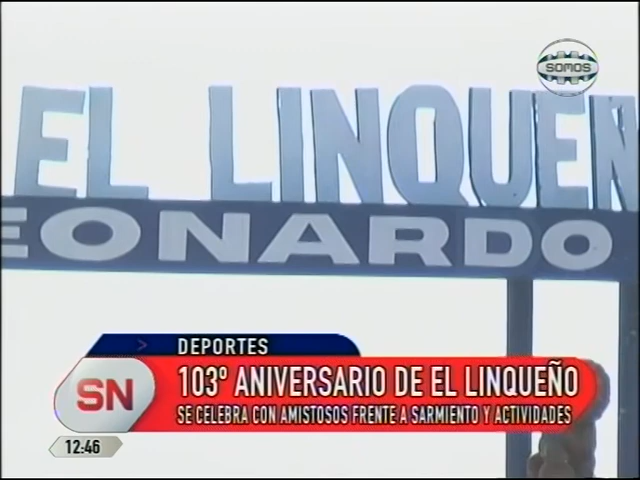 SOMOS
EL LINQUEÑ
EONARDO
DEPORTES
SN
103º ANIVERSARIO DE EL LINQUEÑO
SE CELEBRA CON AMISTOSOS FRENTE A SARMIENTO Y ACTIVIDADES
12:46